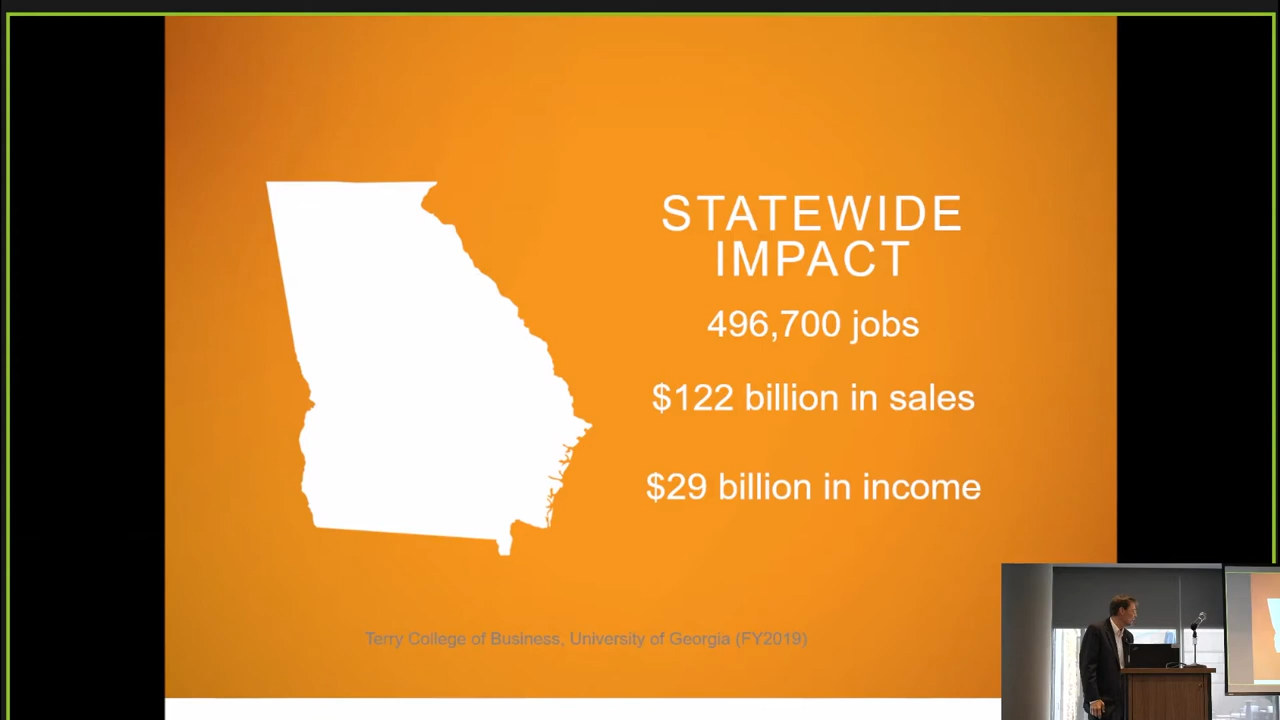 STATEWIDE
IMPACT
496,700 jobs
$122 billion in sales
$29 billion in income
Terry College of Business, University of Georgia (FY2019)